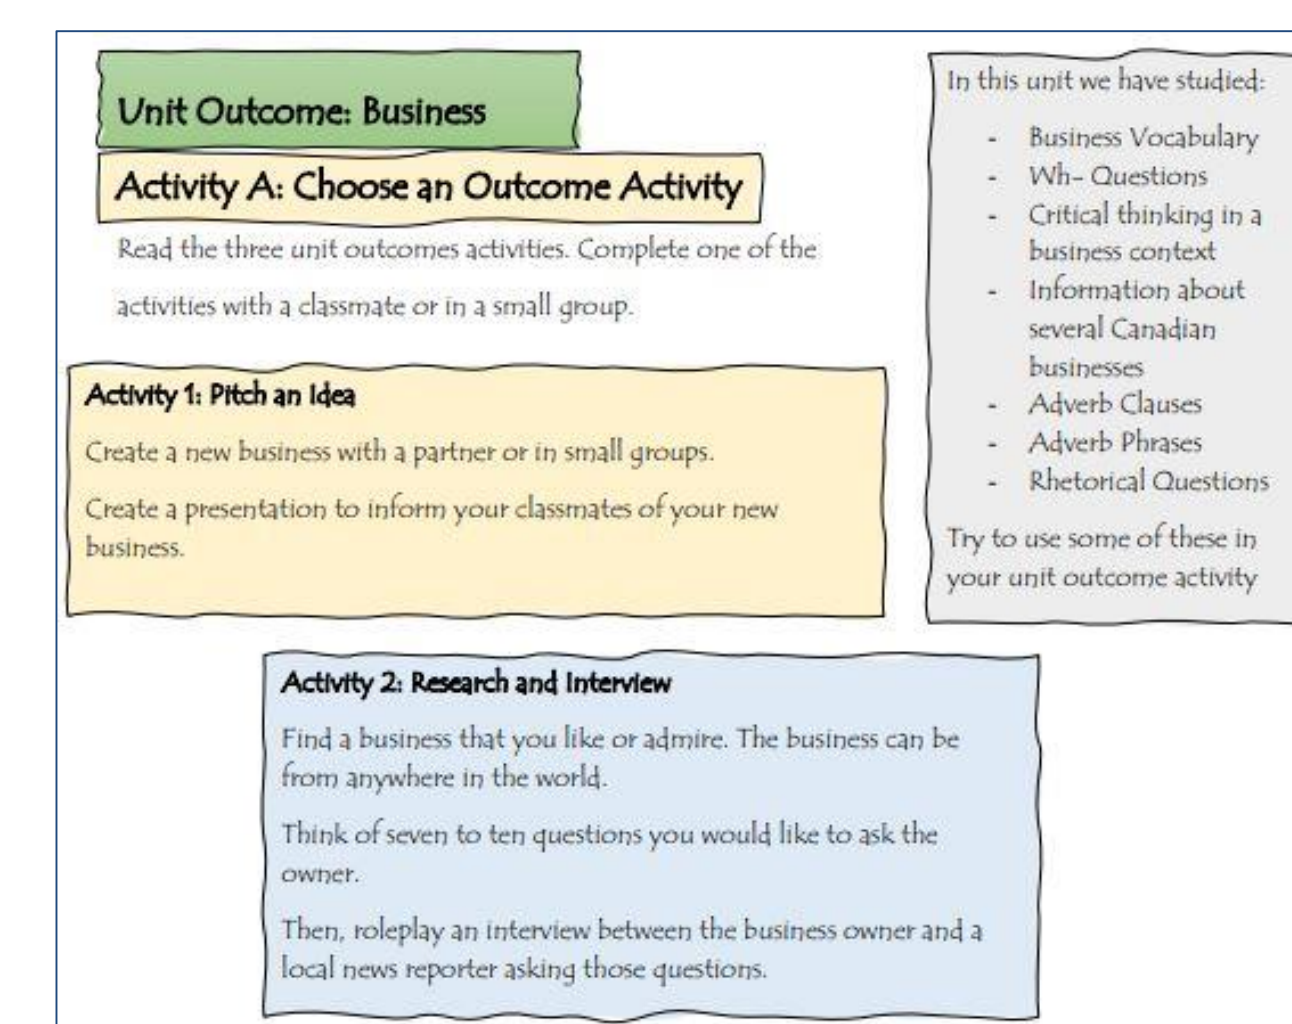 Unit Outcome: Business
Activity A: Choose an Outcome Activity
Read the three unit outcomes activities. Complete one of the
activities with a classmate or in a small group.
Activity 1: Pitch an Idea
Create a new business with a partner or in small groups.
Create a presentation to inform your classmates of your new
business.
In this unit we have studied:
- Business Vocabulary
- Wh- Questions
- Critical thinking in a
business context
- Information about
several Canadian
businesses
- Adverb Clauses
- Adverb Phrases
- Rhetorical Questions
Try to use some of these in
your unit outcome activity
Activity 2: Research and Interview
Find a business that you like or admire. The business can be
from anywhere in the world.
Think of seven to ten questions you would like to ask the
owner.
Then, roleplay an interview between the business owner and a
local news reporter asking those questions.